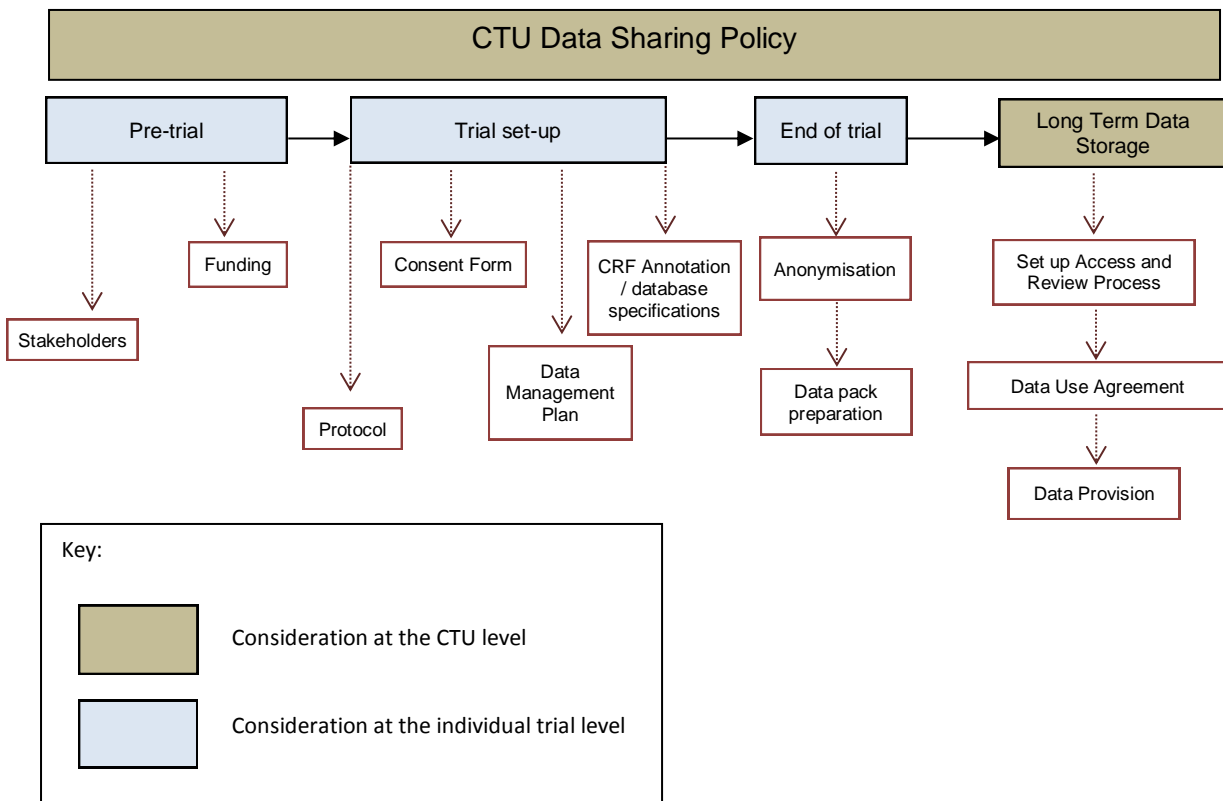 CTU Data Sharing Policy
Pre-trial
Trial set-up
End of trial
Long Term Data
Storage
Stakeholders
Funding
Protocol
Consent Form
Data
Management
Plan
CRF Annotation
/ database
specifications
Anonymisation
Data pack
preparation
Set up Access and
Review Process
Data Use Agreement
Data Provision
Key:
Consideration at the CTU level
Consideration at the individual trial level